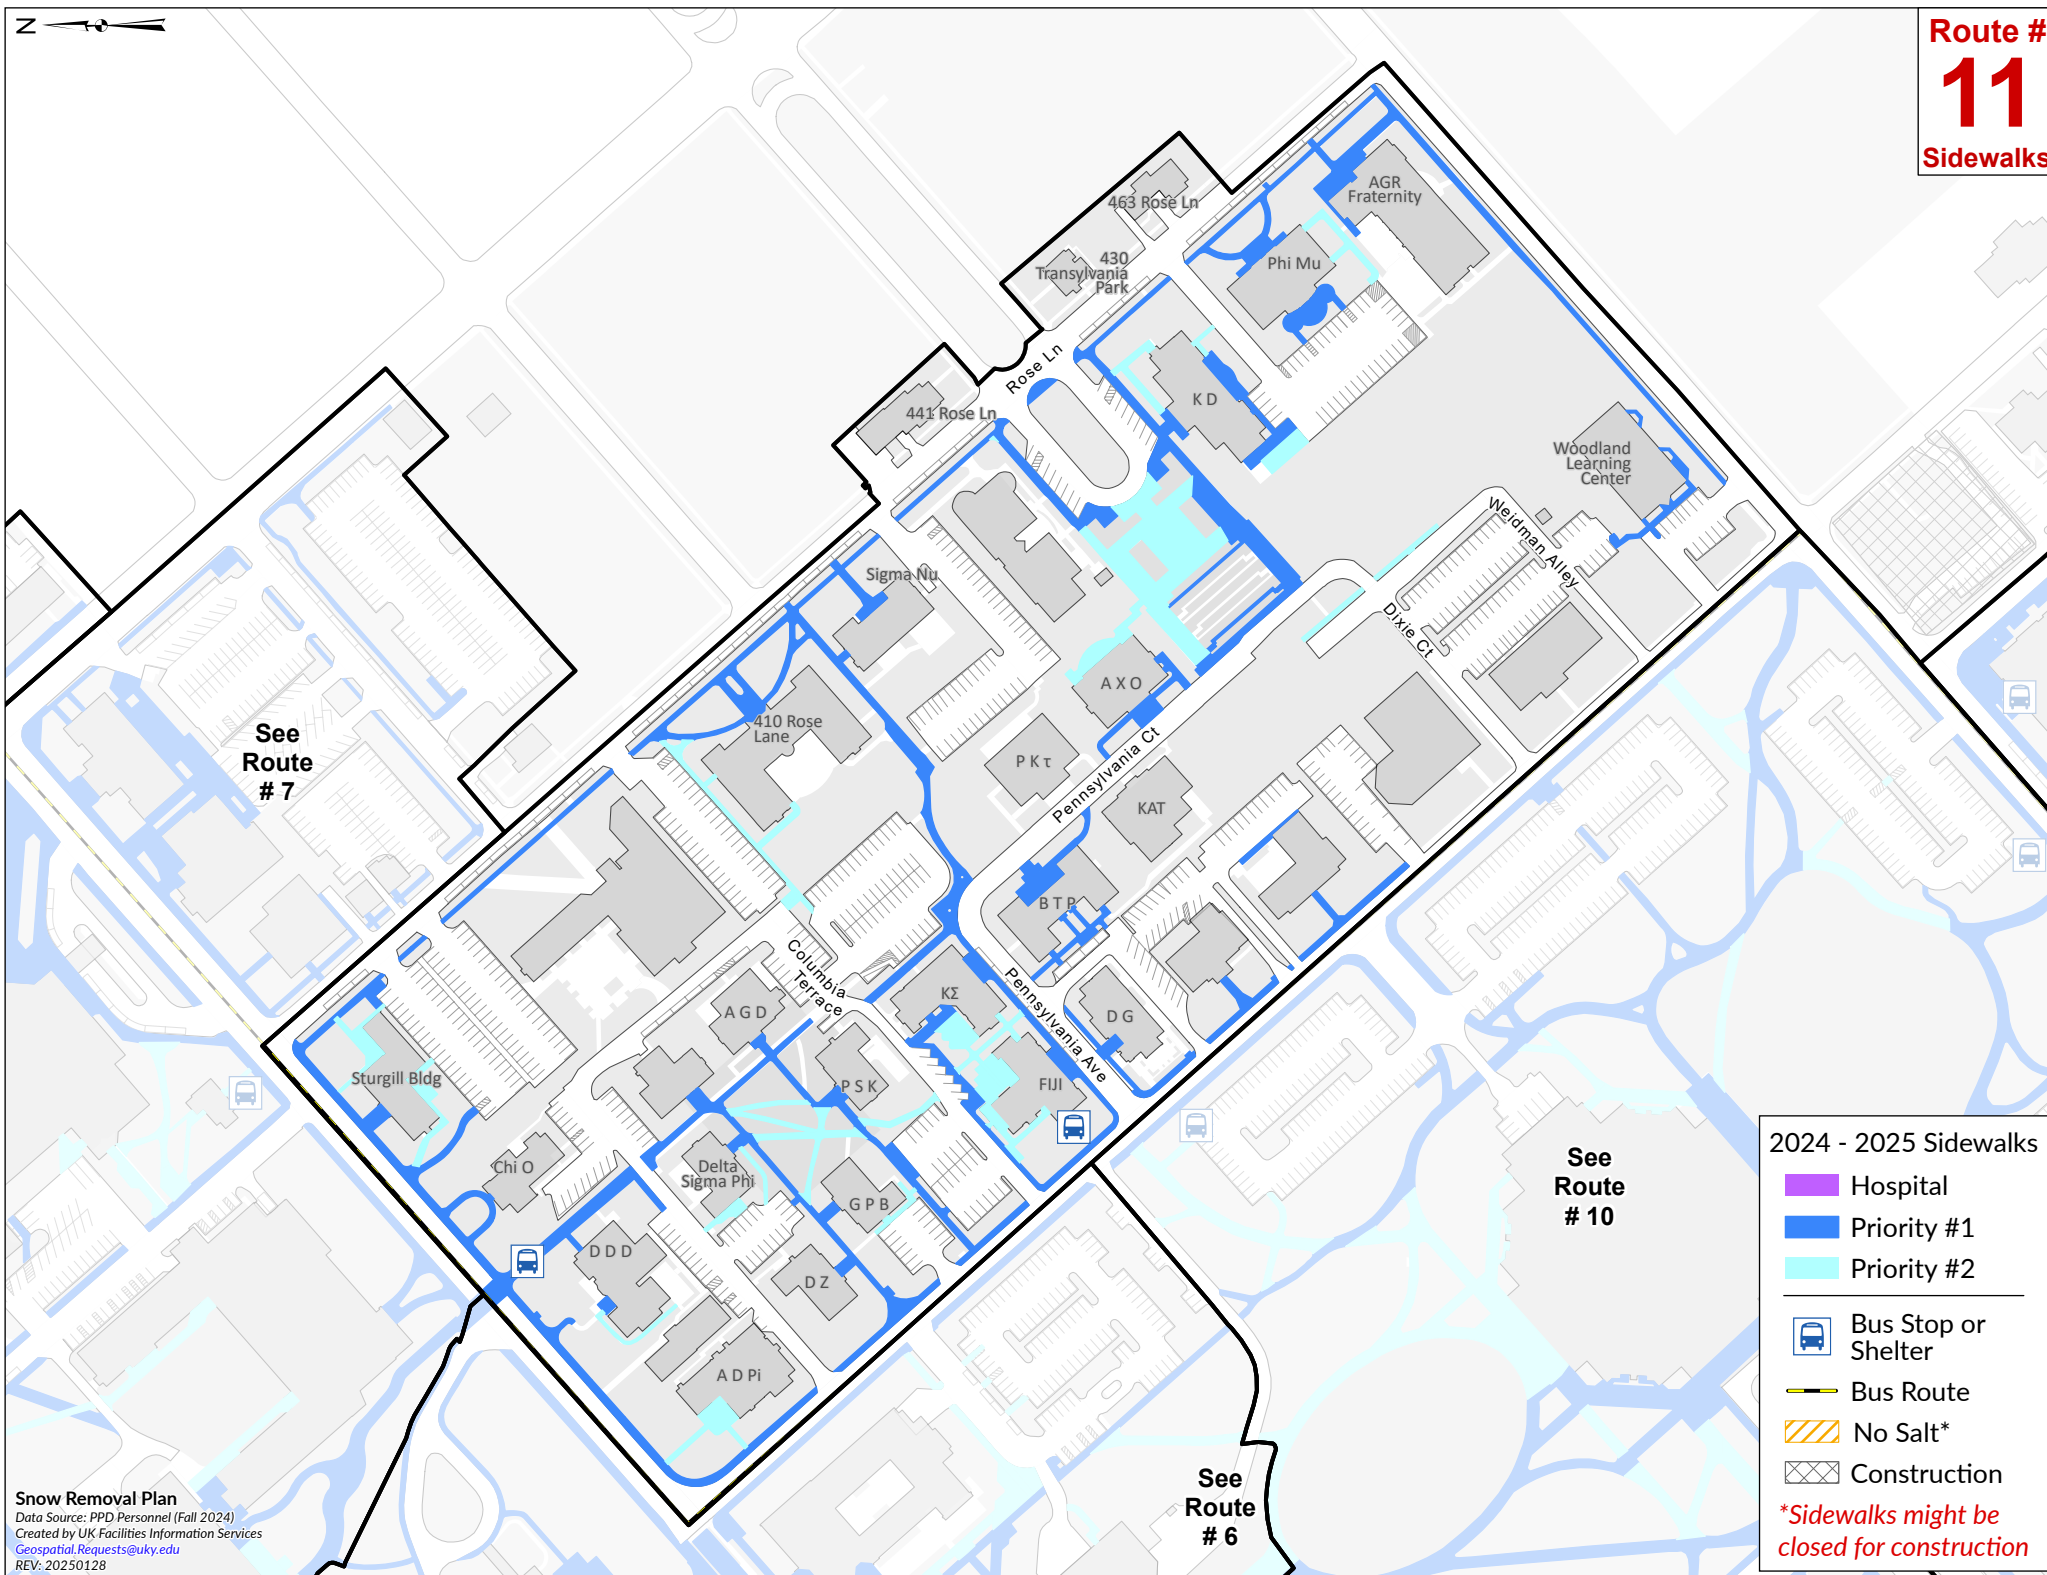 N
Route #
11
Sidewalks
463 Rose Ln
AGR
Fraternity
430
Transylvania
Park
Phi Mu
Rose Ln
441 Rose Ln
K D
Woodland
Learning
Center
Weidman Alley
Sigma Nu
Dixie Ct
A X O
410 Rose
Lane
See
Route
# 7
P K τ
Pennsylvania Ct
KAT
B T P
Columbia
Terrace
Pennsylvania Ave
KΣ
A G D
D G
Sturgill Bldg
P S K
FIJI
Chi O
Delta
Sigma Phi
G P B
D D D
D Z
A D Pi
See
Route
# 10
See
Route
# 6
2024 - 2025 Sidewalks
Hospital
Priority #1
Priority #2
Bus Stop or
Shelter
Bus Route
No Salt*
Construction
*Sidewalks might be
closed for construction
Snow Removal Plan
Data Source: PPD Personnel (Fall 2024)
Created by UK Facilities Information Services
Geospatial.Requests@uky.edu
REV: 20250128